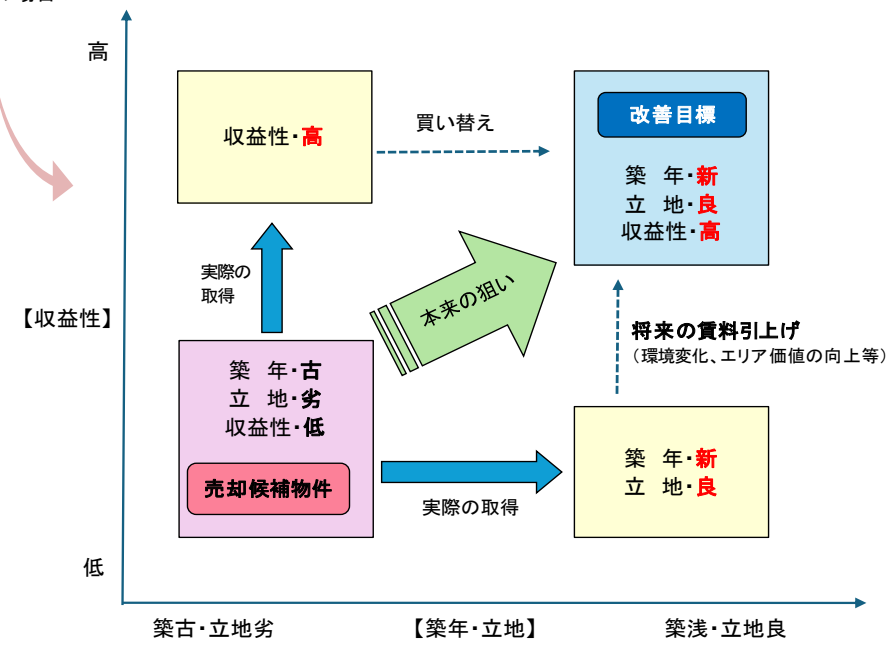 高
収益性・高
買い替え
改善目標
築　年・新
立　地・良
収益性・高
実際の
取得
本来の狙い
【収益性】
将来の賃料引上げ
（環境変化、エリア価値の向上等）
築　年・古
立　地・劣
収益性・低
売却候補物件
実際の取得
築　年・新
立　地・良
低
築古・立地劣
【築年・立地】
築浅・立地良